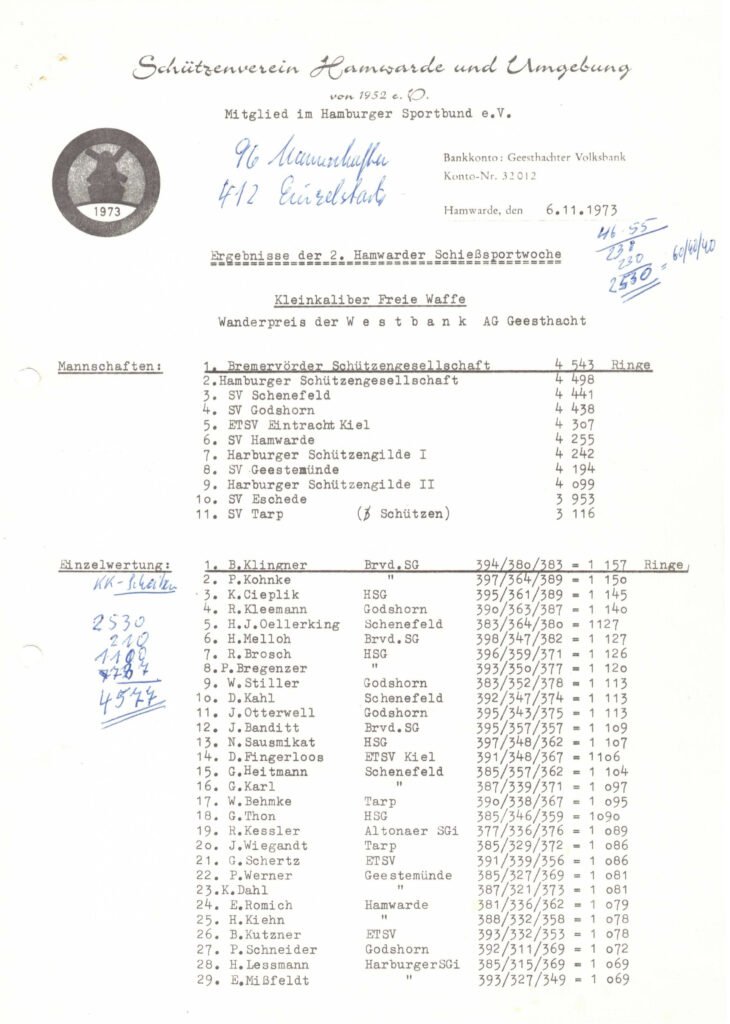 Schützenverein Hamwarde und Umgebung
von 1952 e. V.
Mitglied im Hamburger Sportbund e.V.
96 Mannschaften
412 Einzelstarts
Bankkonto: Geesthachter Volksbank
Konto-Nr. 32012
1973
Hamwarde, den 6.11.1973
46.55
238
230
2530 = 60/40/40
Ergebnisse der 2. Hamwarder Schießsportwoche
Kleinkaliber Freie Waffe
Wanderpreis der W e s t b a n k AG Geesthacht
Mannschaften: 1. Bremervörder Schützengesellschaft 4 543 Ringe
2.Hamburger Schützengesellschaft 4 498
3. SV Schenefeld 4 441
4. SV Godshorn 4 438
5. ETSV Eintracht Kiel 4 3o7
6. SV Hamwarde 4 255
7. Harburger Schützengilde I 4 242
8. SV Geestemünde 4 194
9. Harburger Schützengilde II 4 o99
1o. SV Eschede 3 953
11. SV Tarp (3 Schützen) 3 116
Einzelwertung: 1. B.Klingner Brvd.SG 394/38o/383 = 1 157 Ringe
KK-Scheiben
2. P.Kohnke " 397/364/389 = 1 15o
3. K.Cieplik HSG 395/361/389 = 1 145
4. R.Kleemann Godshorn 39o/363/387 = 1 14o
2530
5. H.J.Oellerking Schenefeld 383/364/38o = 1127
210
6. H.Melloh Brvd.SG 398/347/382 = 1 127
1100
7. R.Brosch HSG 396/359/371 = 1 126
737
8.P.Bregenzer " 393/35o/377 = 1 12o
4577
9. W.Stiller Godshorn 383/352/378 = 1 113
1o. D.Kahl Schenefeld 392/347/374 = 1 113
11. J.Otterwell Godshorn 395/343/375 = 1 113
12. J.Banditt Brvd.SG 395/357/357 = 1 1o9
13. N.Sausmikat HSG 397/348/362 = 1 1o7
14. D.Fingerloos ETSV Kiel 391/348/367 = 11o6
15. G.Heitmann Schenefeld 385/357/362 = 1 1o4
16. G.Karl " 387/339/371 = 1 o97
17. W.Behmke Tarp 39o/338/367 = 1 o95
18. G.Thon HSG 385/346/359 = 1o9o
19. R.Kessler Altonaer SGi 377/336/376 = 1 o89
2o. J.Wiegandt Tarp 385/329/372 = 1 o86
21. G.Schertz ETSV 391/339/356 = 1 o86
22. P.Werner Geestemünde 385/327/369 = 1 o81
23.K.Dahl " 387/321/373 = 1 o81
24. E.Romich Hamwarde 381/336/362 = 1 o79
25. H.Kiehn " 388/332/358 = 1 o78
26. B.Kutzner ETSV 393/332/353 = 1 o78
27. P.Schneider Godshorn 392/311/369 = 1 o72
28. H.Lessmann HarburgerSGi 385/315/369 = 1 o69
29. E.Mißfeldt " 393/327/349 = 1 o69